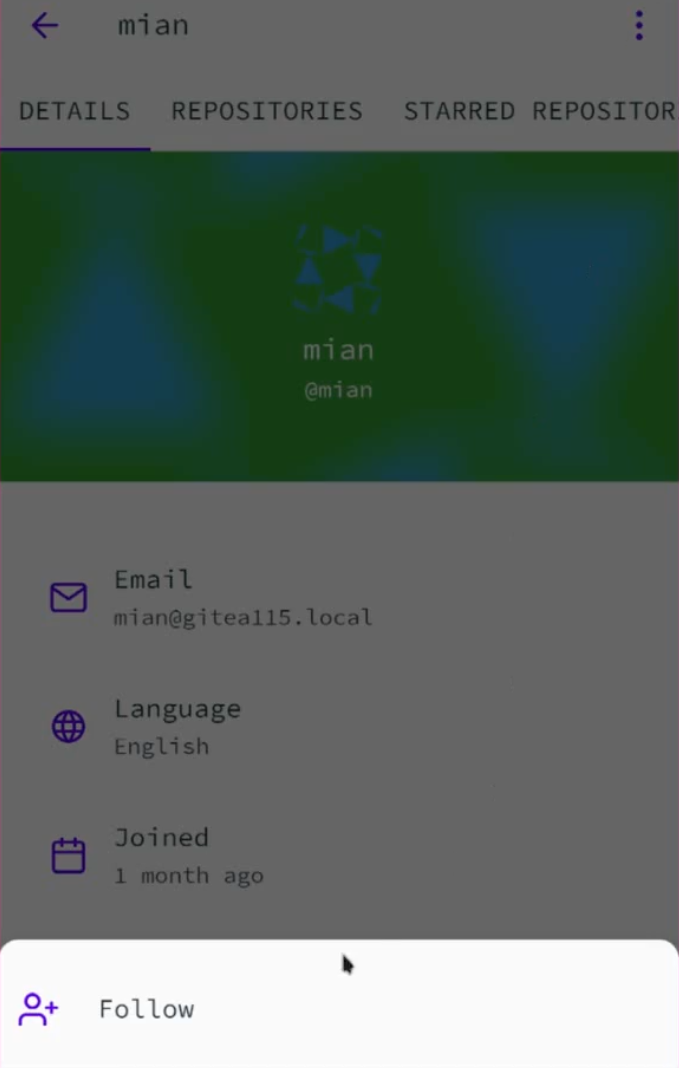 mian
DETAILS REPOSITORIES STARRED REPOSITOR
mian
@mian
Email
mian@gitea115.local
Language
English
Joined
1 month ago
Follow